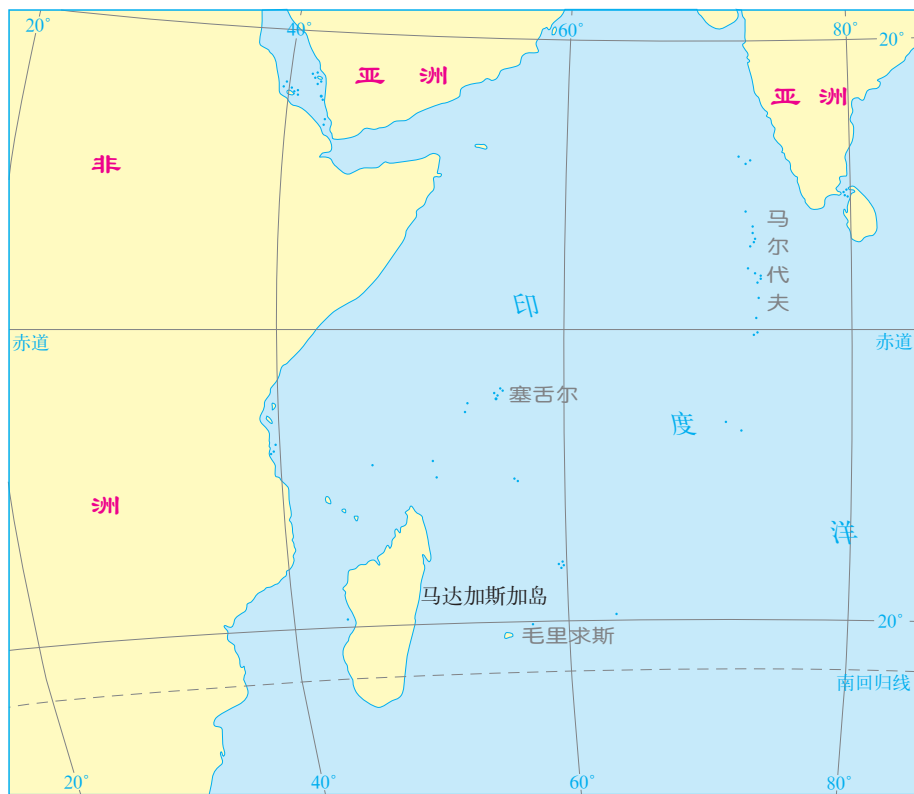 20°
40°
60°
80°
20°
亚洲
亚洲
非
马尔代夫
印
赤道
赤道
塞舌尔
度
洲
洋
马达加斯加岛
20°
毛里求斯
南回归线
20°
40°
60°
80°